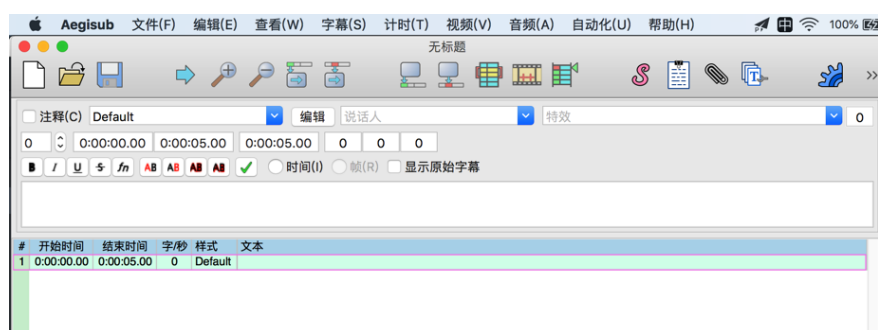 Aegisub 文件(F) 编辑(E) 查看(W) 字幕(S) 计时(T) 视频(V) 音频(A) 自动化(U) 帮助(H) 100%
无标题
注释(C) Default 编辑 说话人 特效 0
0 0:00:00.00 0:00:05.00 0:00:05.00 0 0 0
B I U S fn AB AB AB AB 时间(I) 帧(R) 显示原始字幕
# 开始时间 结束时间 字/秒 样式 文本
1 0:00:00.00 0:00:05.00 0 Default